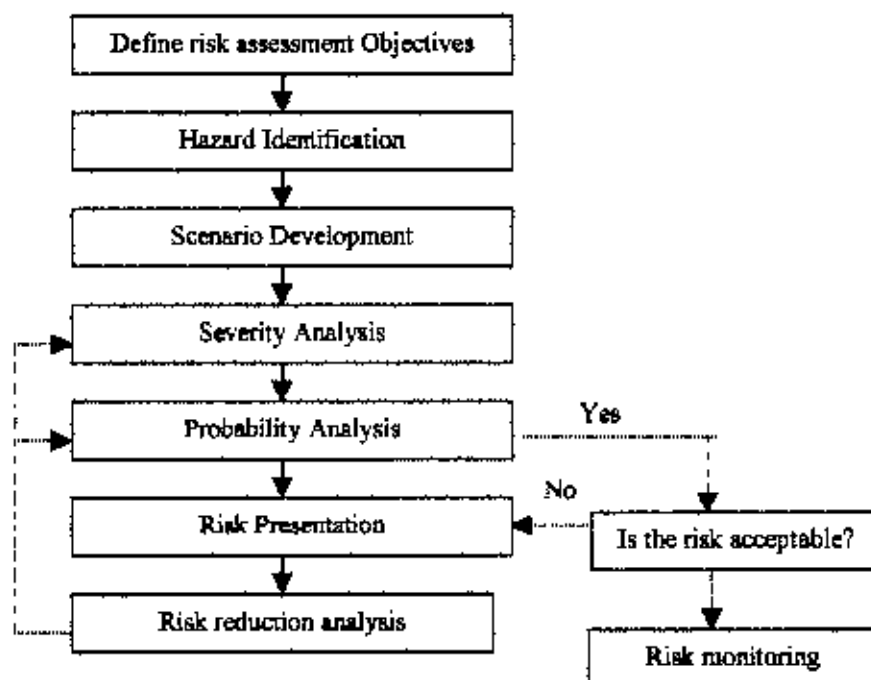 Define risk assessment Objectives
Hazard Identification
Scenario Development
Severity Analysis
Probability Analysis
Yes
No
Risk Presentation
Is the risk acceptable?
Risk reduction analysis
Risk monitoring